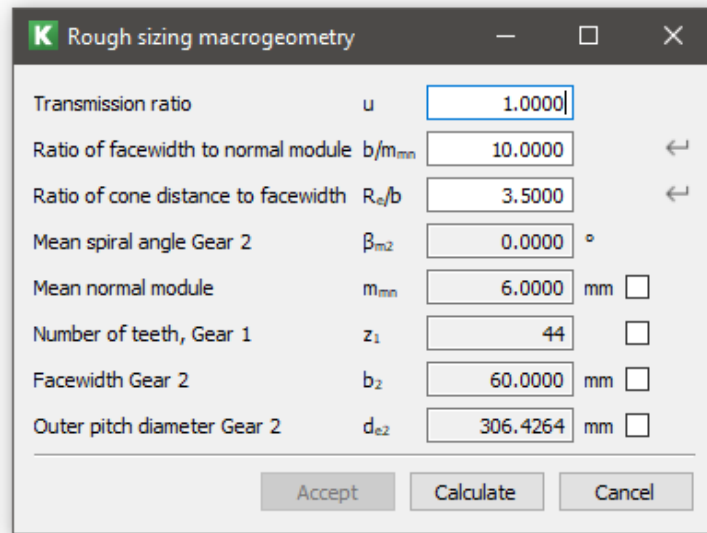 K Rough sizing macrogeometry
Transmission ratio u 1.0000
Ratio of facewidth to normal module b/mₘₙ 10.0000
Ratio of cone distance to facewidth Rₑ/b 3.5000
Mean spiral angle Gear 2 βₘ₂ 0.0000 °
Mean normal module mₘₙ 6.0000 mm
Number of teeth, Gear 1 z₁ 44
Facewidth Gear 2 b₂ 60.0000 mm
Outer pitch diameter Gear 2 dₑ₂ 306.4264 mm
Accept Calculate Cancel